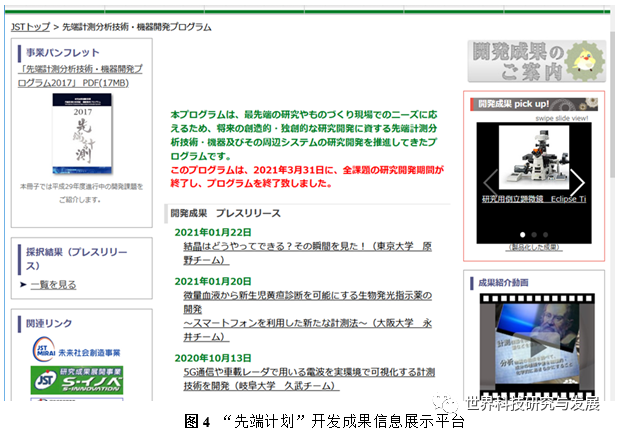 JSTトップ > 先端計測分析技術・機器開発プログラム
事業パンフレット
「先端計測分析技術・機器開発プ
ログラム2017」 PDF(17MB)
2017
先端計測
本冊子では平成29年度進行中の開発課題を
ご紹介します。
採択結果（プレスリリー
ス）
一覧を見る
関連リンク
JST
MIRAI
未来社会創造事業
研究成果展開事業
JST
S-イノベ
S-INNOVATION
本プログラムは、最先端の研究やものづくり現場でのニーズに応
えるため、将来の創造的・独創的な研究開発に資する先端計測分
析技術・機器及びその周辺システムの研究開発を推進してきたプ
ログラムです。
このプログラムは、2021年3月31日に、全課題の研究開発期間が
終了し、プログラムを終了致しました。
開発成果　プレスリリース
2021年01月22日
結晶はどうやってできる？その瞬間を見た！（東京大学　原
野チーム）
2021年01月20日
微量血液から新生児黄疸診断を可能にする生物発光指示薬の
開発
～スマートフォンを利用した新たな計測法～（大阪大学　永
井チーム）
2020年10月13日
5G通信や車載レーダで用いる電波を実環境で可視化する計測
技術を開発（岐阜大学　久武チーム）
開発成果の
ご案内
開発成果 pick up!
swipe slide view!
研究用倒立顕微鏡　Eclipse Ti
（製品化した成果）
成果紹介動画
分析
世界科技研究与发展
图 4 “先端计划”开发成果信息展示平台